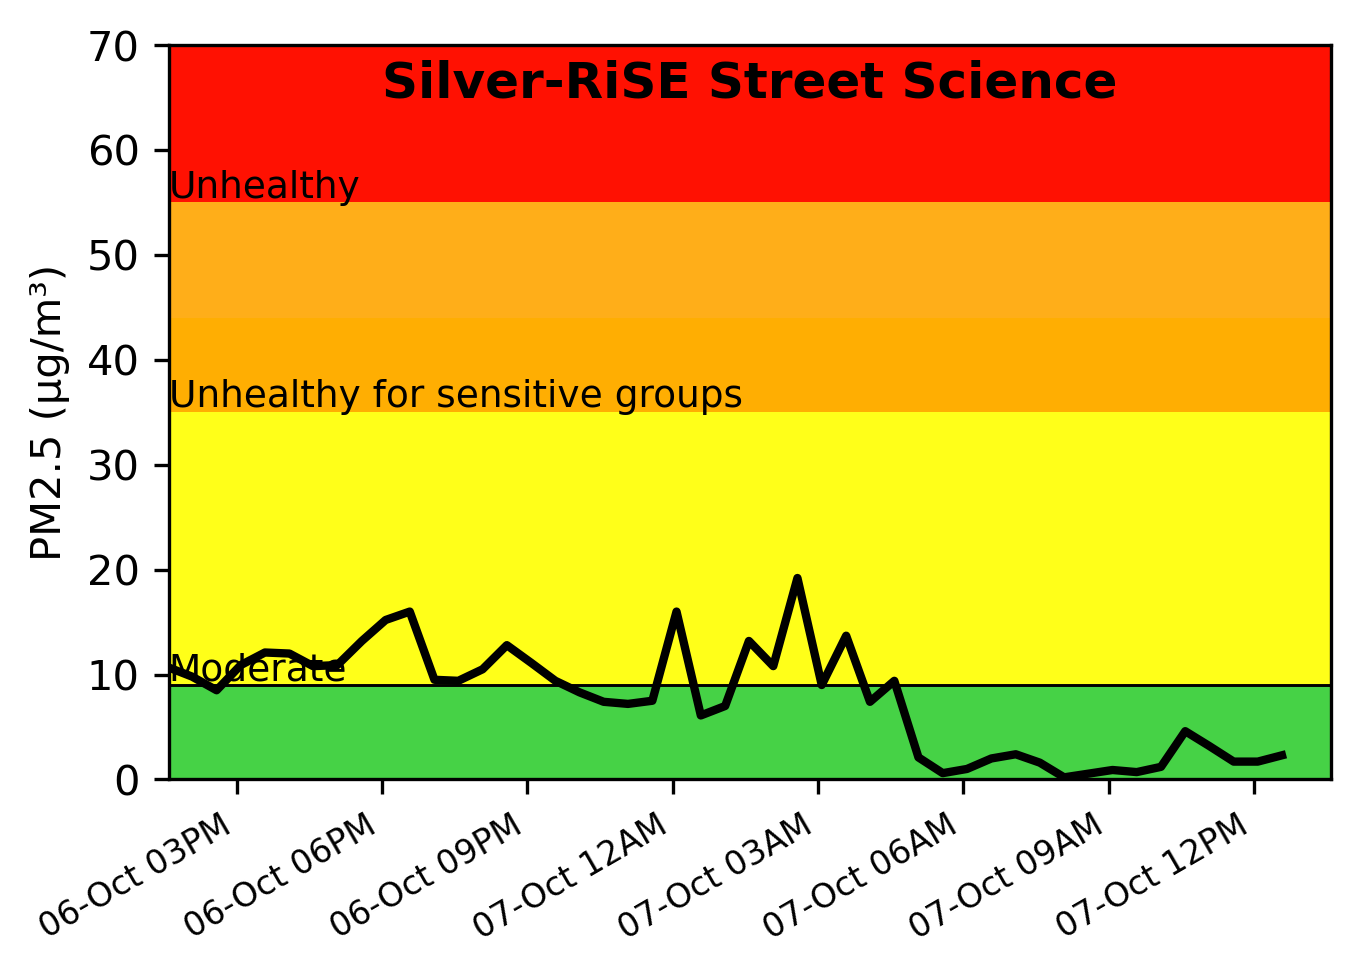 Silver-RiSE Street Science
70
60
50
40
30
20
10
0
PM2.5 (µg/m³)
Unhealthy
Unhealthy for sensitive groups
Moderate
06-Oct 03PM
06-Oct 06PM
06-Oct 09PM
07-Oct 12AM
07-Oct 03AM
07-Oct 06AM
07-Oct 09AM
07-Oct 12PM